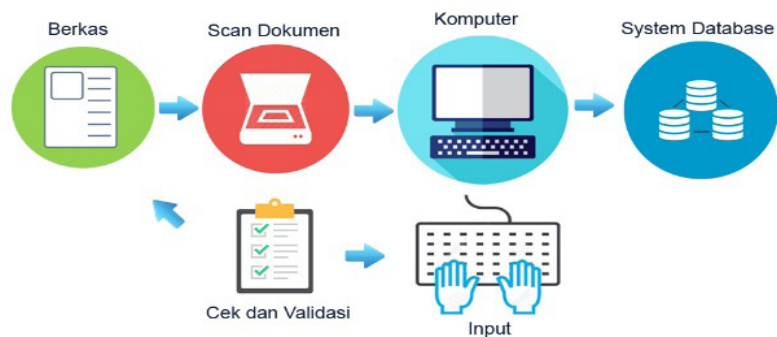 Berkas
Scan Dokumen
Komputer
System Database
Cek dan Validasi
Input